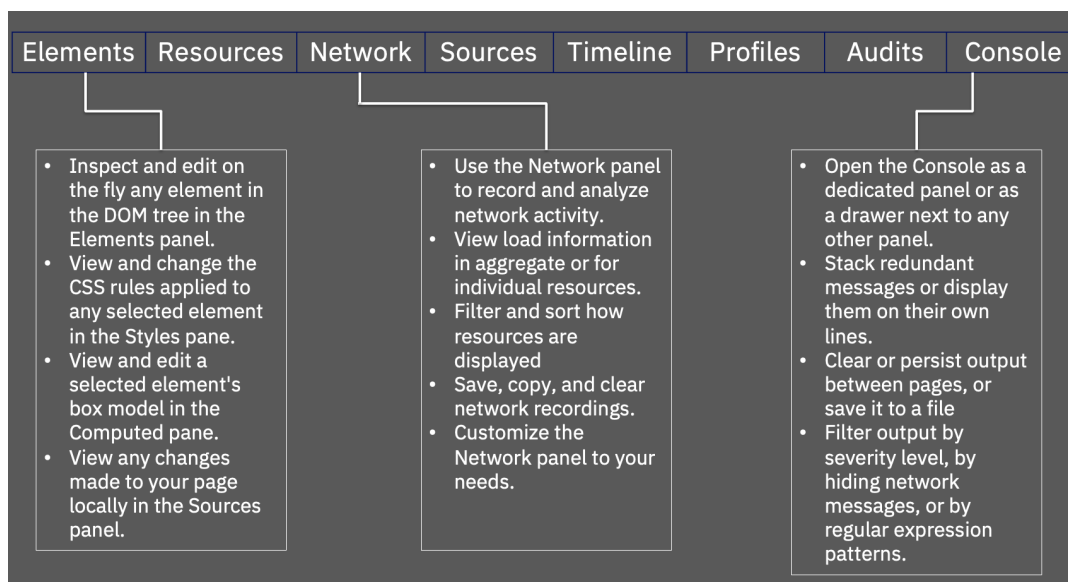 Elements Resources Network Sources Timeline Profiles Audits Console
• Inspect and edit on
the fly any element in
the DOM tree in the
Elements panel.
• View and change the
CSS rules applied to
any selected element
in the Styles pane.
• View and edit a
selected element's
box model in the
Computed pane.
• View any changes
made to your page
locally in the Sources
panel.
• Use the Network panel
to record and analyze
network activity.
• View load information
in aggregate or for
individual resources.
• Filter and sort how
resources are
displayed
• Save, copy, and clear
network recordings.
• Customize the
Network panel to your
needs.
• Open the Console as a
dedicated panel or as
a drawer next to any
other panel.
• Stack redundant
messages or display
them on their own
lines.
• Clear or persist output
between pages, or
save it to a file
• Filter output by
severity level, by
hiding network
messages, or by
regular expression
patterns.